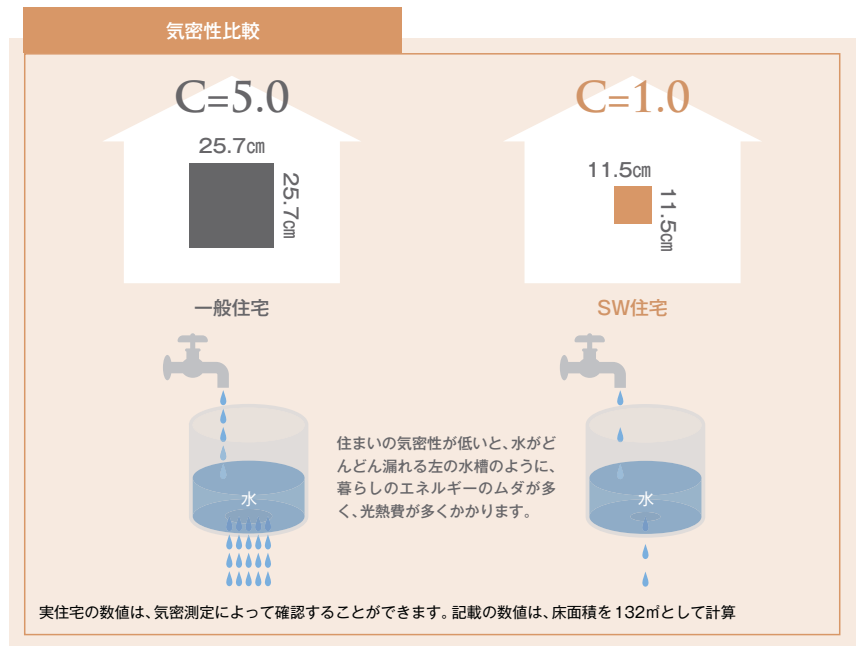 気密性比較
C=5.0
25.7㎝
25.7㎝
一般住宅
C=1.0
11.5㎝
11.5㎝
SW住宅
水
住まいの気密性が低いと、水がど
んどん漏れる左の水槽のように、
暮らしのエネルギーのムダが多
く、光熱費が多くかかります。
水
実住宅の数値は、気密測定によって確認することができます。記載の数値は、床面積を132㎡として計算